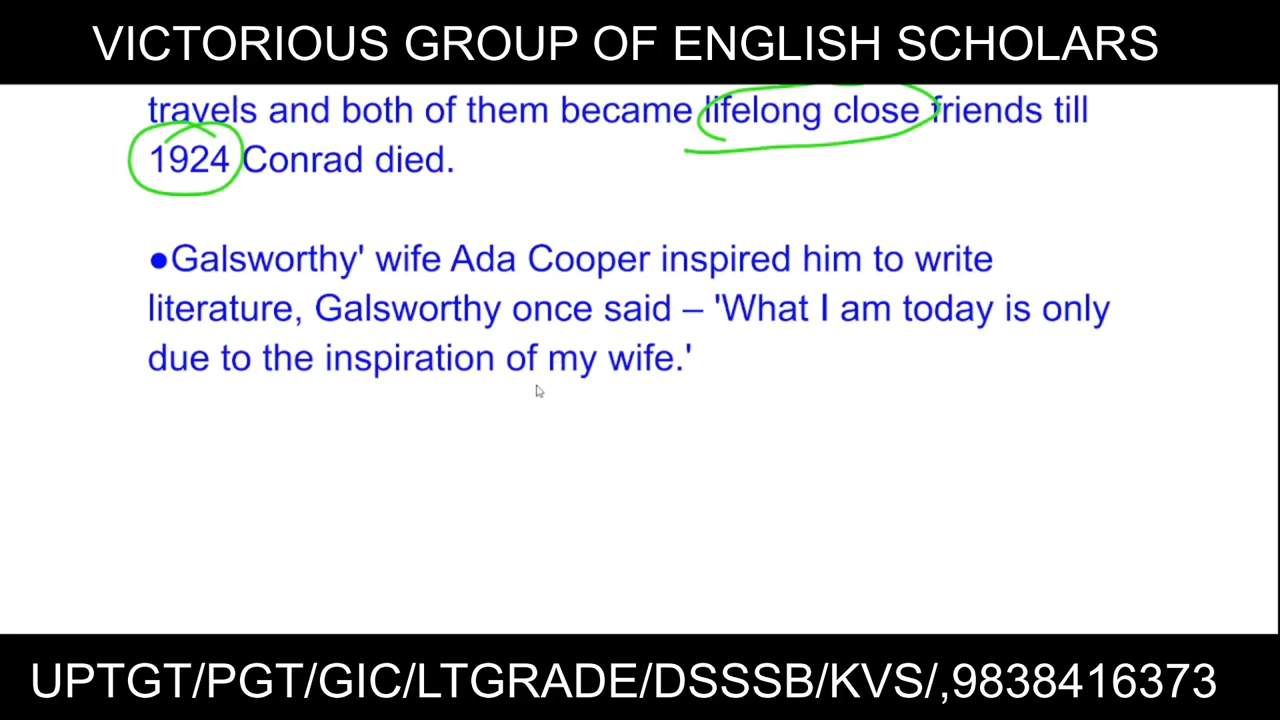 VICTORIOUS GROUP OF ENGLISH SCHOLARS
travels and both of them became lifelong close friends till
1924 Conrad died.
●Galsworthy' wife Ada Cooper inspired him to write
literature, Galsworthy once said – 'What I am today is only
due to the inspiration of my wife.'
UPTGT/PGT/GIC/LTGRADE/DSSSB/KVS/,9838416373